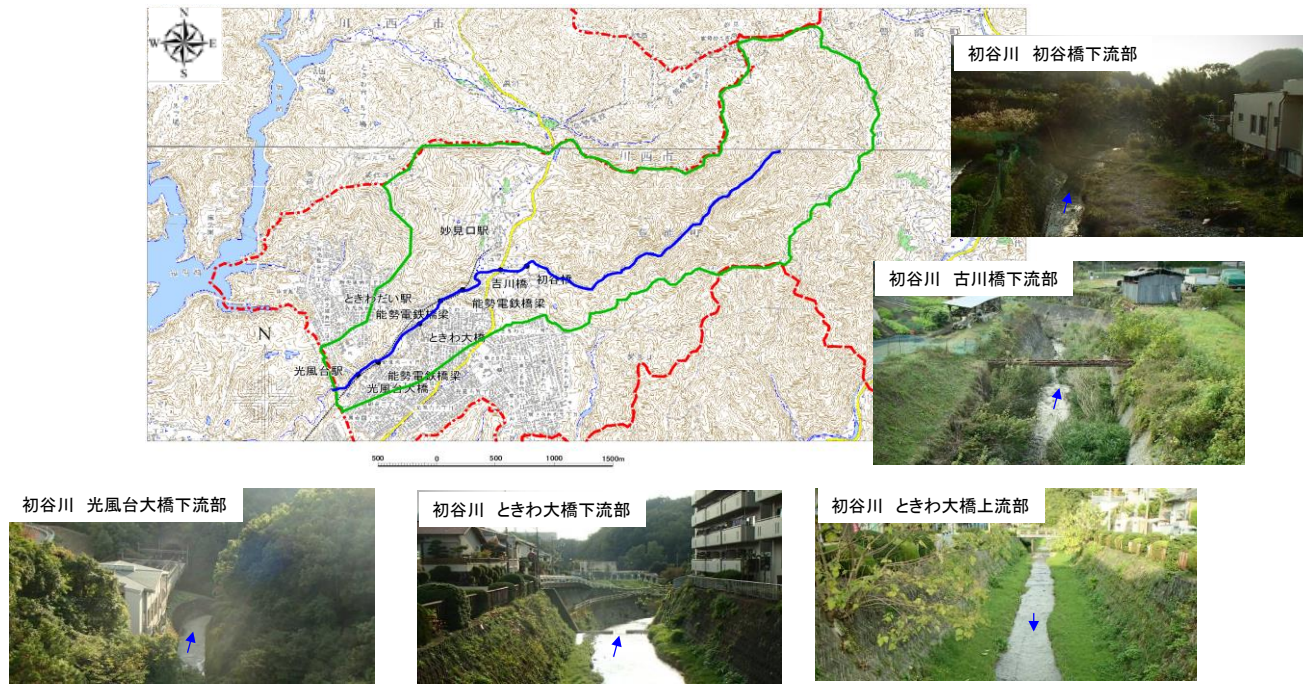 N
W
E
S
川西市
川西市
妙見口駅
吉川橋
初谷橋
ときわだい駅
能勢電鉄橋梁
能勢電鉄橋梁
ときわ大橋
N
光風台駅
能勢電鉄橋梁
光風台大橋
500
0
500
1000
1500m
初谷川 初谷橋下流部
初谷川 古川橋下流部
初谷川 光風台大橋下流部
初谷川 ときわ大橋下流部
初谷川 ときわ大橋上流部